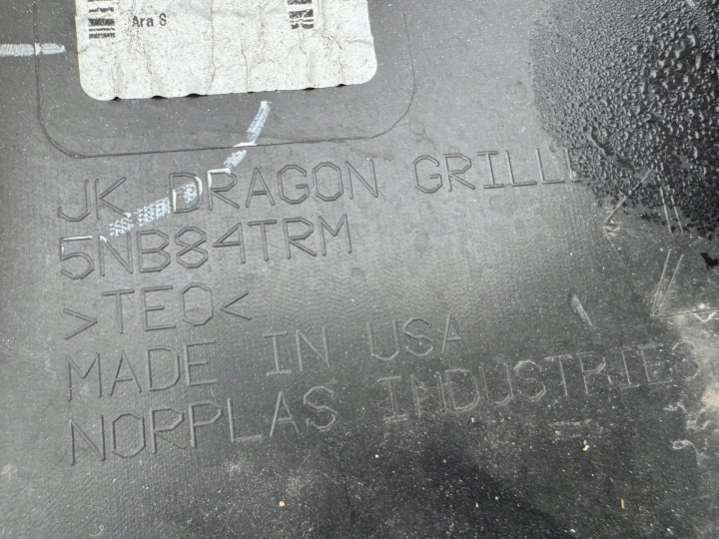 Ara S
JK DRAGON GRILLE
5NB84TRM
>TEO<
MADE IN USA
NORPLAS INDUSTRIES